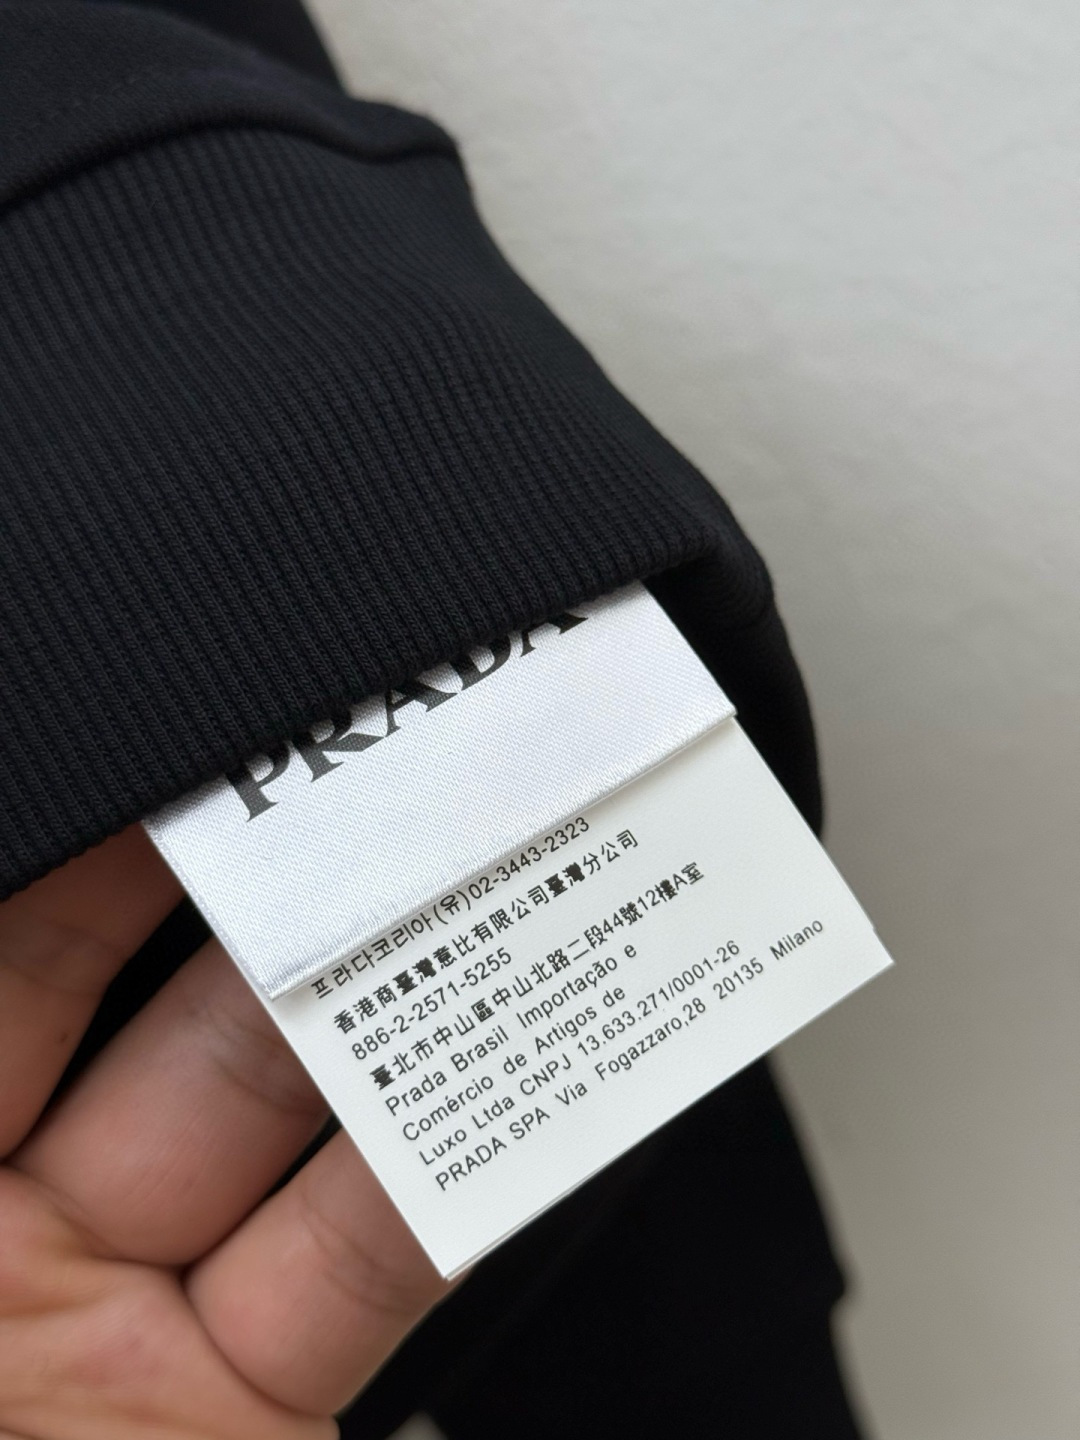 PRADA
프라다코리아(유)02-3443-2323
香港商臺灣意比有限公司臺灣分公司
886-2-2571-5255
臺北市中山區中山北路二段44號12樓A室
Prada Brasil Importação e
Comércio de Artigos de
Luxo Ltda CNPJ 13.633.271/0001-26
PRADA SPA Via Fogazzaro,28 20135 Milano